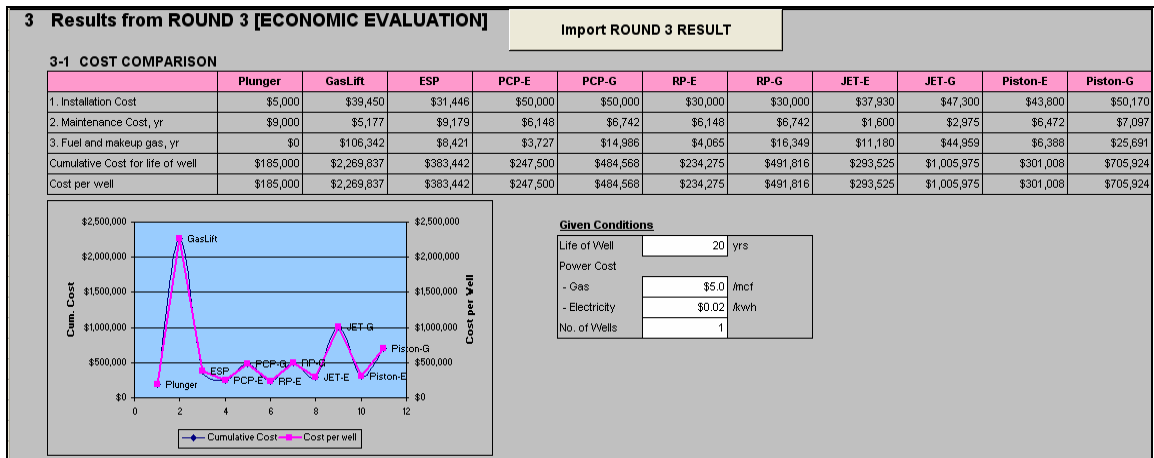 3 Results from ROUND 3 [ECONOMIC EVALUATION]
Import ROUND 3 RESULT
3-1 COST COMPARISON
Plunger GasLift ESP PCP-E PCP-G RP-E RP-G JET-E JET-G Piston-E Piston-G
1. Installation Cost $5,000 $39,450 $31,446 $50,000 $50,000 $30,000 $30,000 $37,930 $47,300 $43,800 $50,170
2. Maintenance Cost, yr $9,000 $5,177 $9,179 $6,148 $6,742 $6,148 $6,742 $1,600 $2,975 $6,472 $7,097
3. Fuel and makeup gas, yr $0 $106,342 $8,421 $3,727 $14,986 $4,065 $16,349 $11,180 $44,959 $6,388 $25,691
Cumulative Cost for life of well $185,000 $2,269,837 $383,442 $247,500 $484,568 $234,275 $491,816 $293,525 $1,005,975 $301,008 $705,924
Cost per well $185,000 $2,269,837 $383,442 $247,500 $484,568 $234,275 $491,816 $293,525 $1,005,975 $301,008 $705,924
Cum. Cost
$2,500,000
$2,000,000
$1,500,000
$1,000,000
$500,000
$0
GasLift
JET-G
Piston-G
ESP PCP-G RP-G
Plunger PCP-E RP-E JET-E Piston-E
$2,500,000
$2,000,000
$1,500,000
$1,000,000
$500,000
$0
Cost per Well
0 2 4 6 8 10 12
Cumulative Cost Cost per well
Given Conditions
Life of Well 20 yrs
Power Cost
- Gas $5.0 /mcf
- Electricity $0.02 /kwh
No. of Wells 1